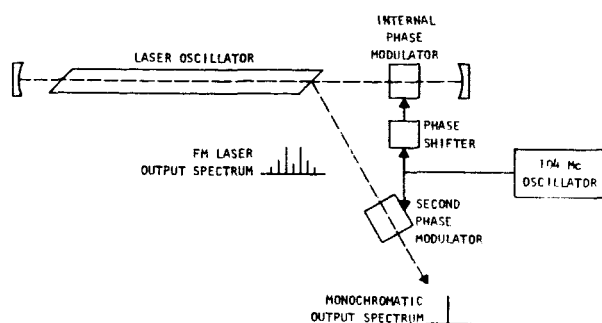 INTERNAL
PHASE
MODULATOR
LASER OSCILLATOR
PHASE
SHIFTER
FM LASER
OUTPUT SPECTRUM
104 Mc
OSCILLATOR
SECOND
PHASE
MODULATOR
MONOCHROMATIC
OUTPUT SPECTRUM